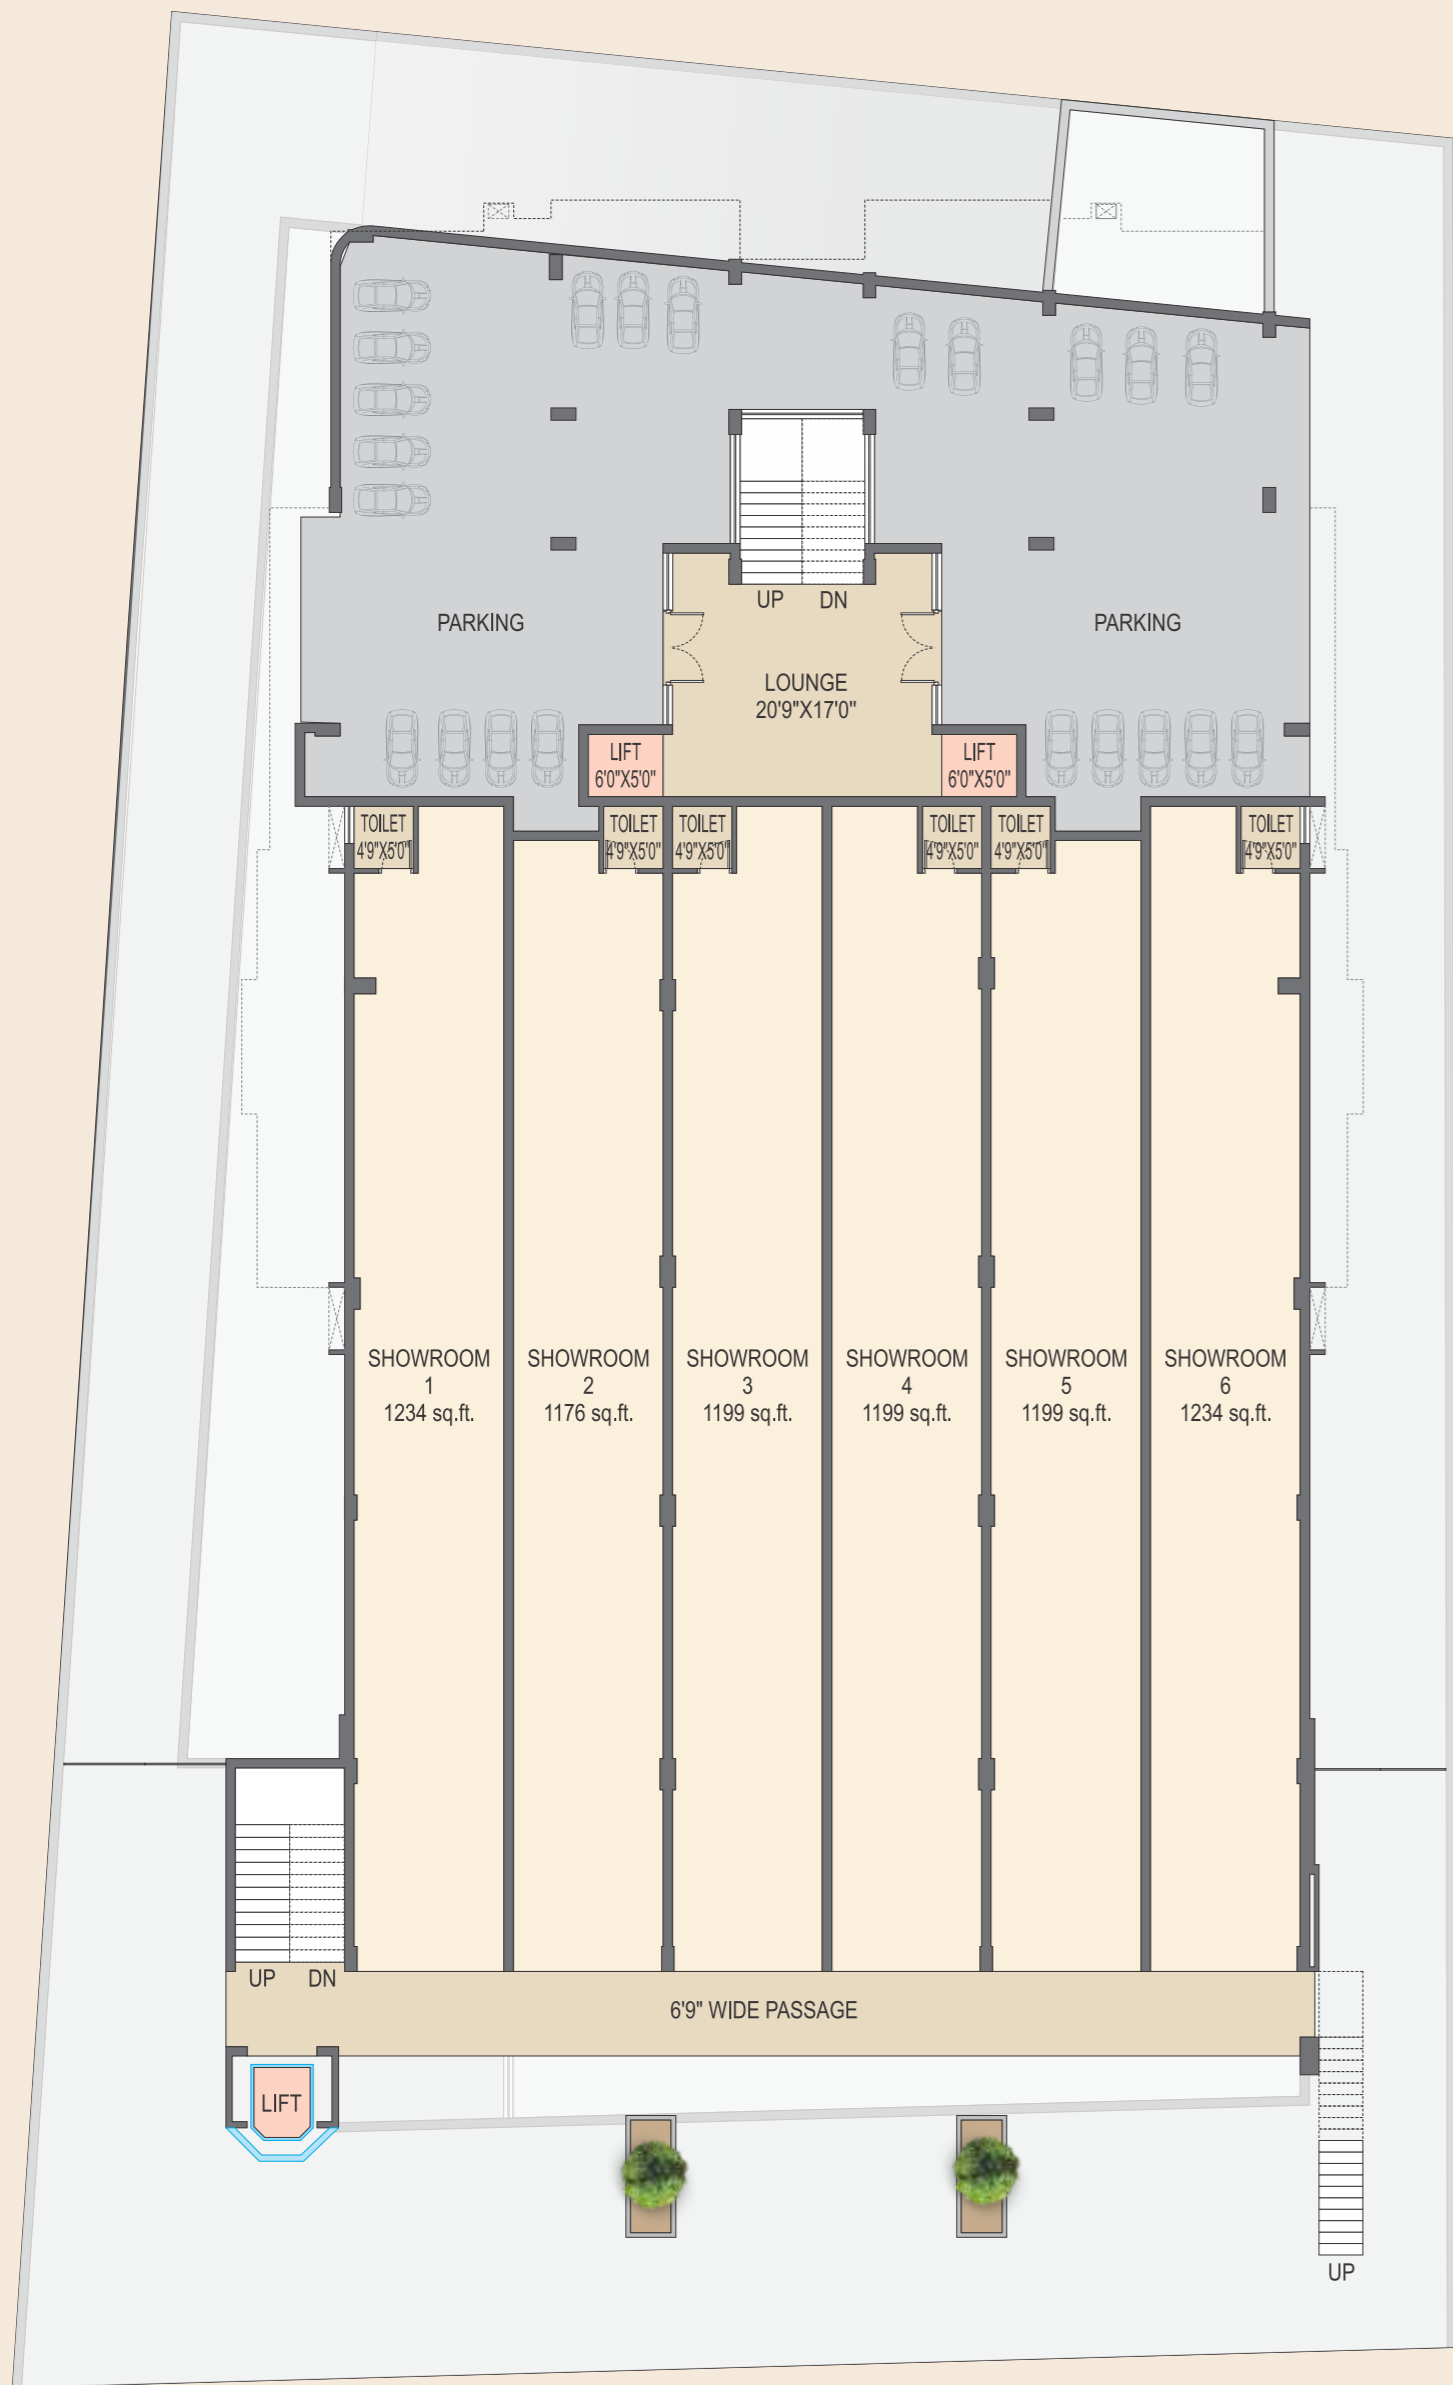 UP DN
PARKING
PARKING
LOUNGE
20'9"X17'0"
LIFT
6'0"X5'0"
LIFT
6'0"X5'0"
TOILET
4'9"X5'0"
TOILET
4'9"X5'0"
TOILET
4'9"X5'0"
TOILET
4'9"X5'0"
TOILET
4'9"X5'0"
TOILET
4'9"X5'0"
SHOWROOM
1
1234 sq.ft.
SHOWROOM
2
1176 sq.ft.
SHOWROOM
3
1199 sq.ft.
SHOWROOM
4
1199 sq.ft.
SHOWROOM
5
1199 sq.ft.
SHOWROOM
6
1234 sq.ft.
UP DN
6'9" WIDE PASSAGE
LIFT
UP